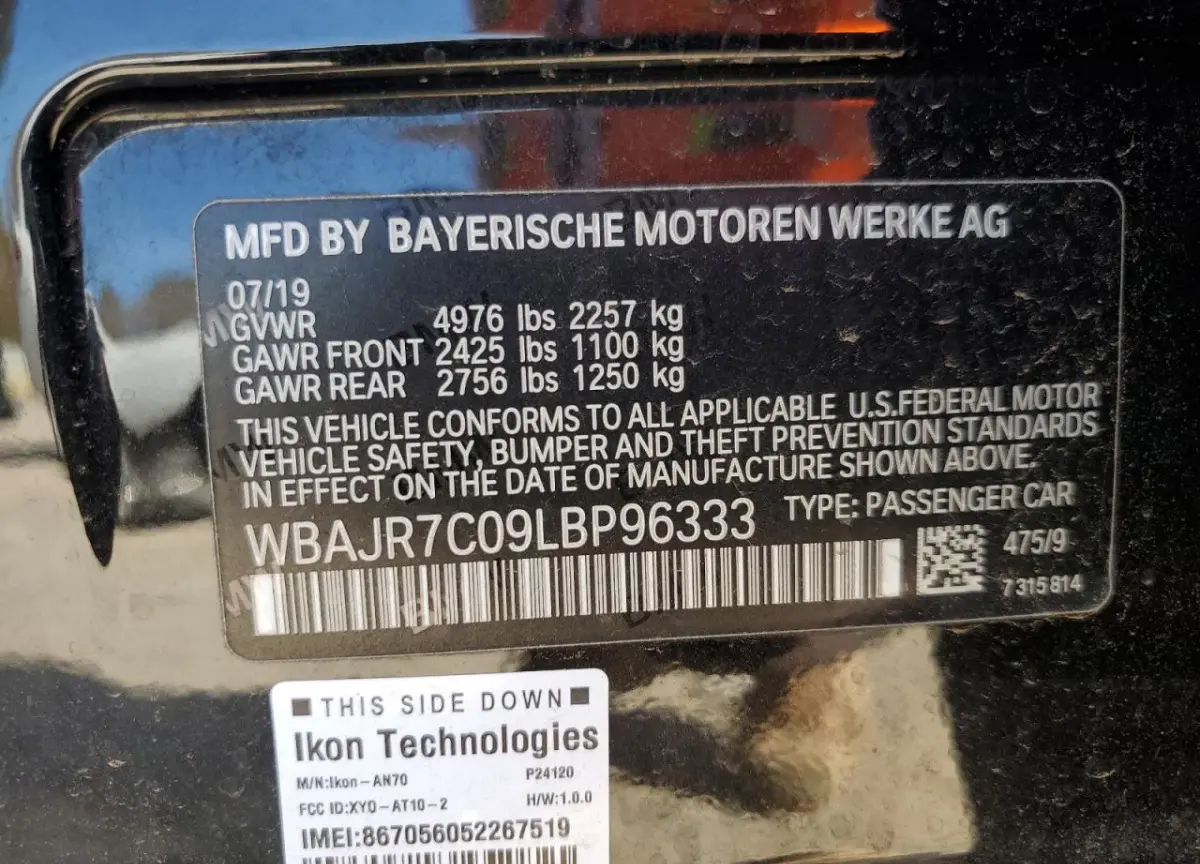 MFD BY BAYERISCHE MOTOREN WERKE AG
07/19
GVWR 4976 lbs 2257 kg
GAWR FRONT 2425 lbs 1100 kg
GAWR REAR 2756 lbs 1250 kg
THIS VEHICLE CONFORMS TO ALL APPLICABLE U.S.FEDERAL MOTOR
VEHICLE SAFETY, BUMPER AND THEFT PREVENTION STANDARDS
IN EFFECT ON THE DATE OF MANUFACTURE SHOWN ABOVE.
WBAJR7C09LBP96333 TYPE: PASSENGER CAR
475/9
7 315 814
THIS SIDE DOWN
Ikon Technologies
M/N:Ikon-AN70 P24120
FCC ID:XYO-AT10-2 H/W:1.0.0
IMEI:867056052267519